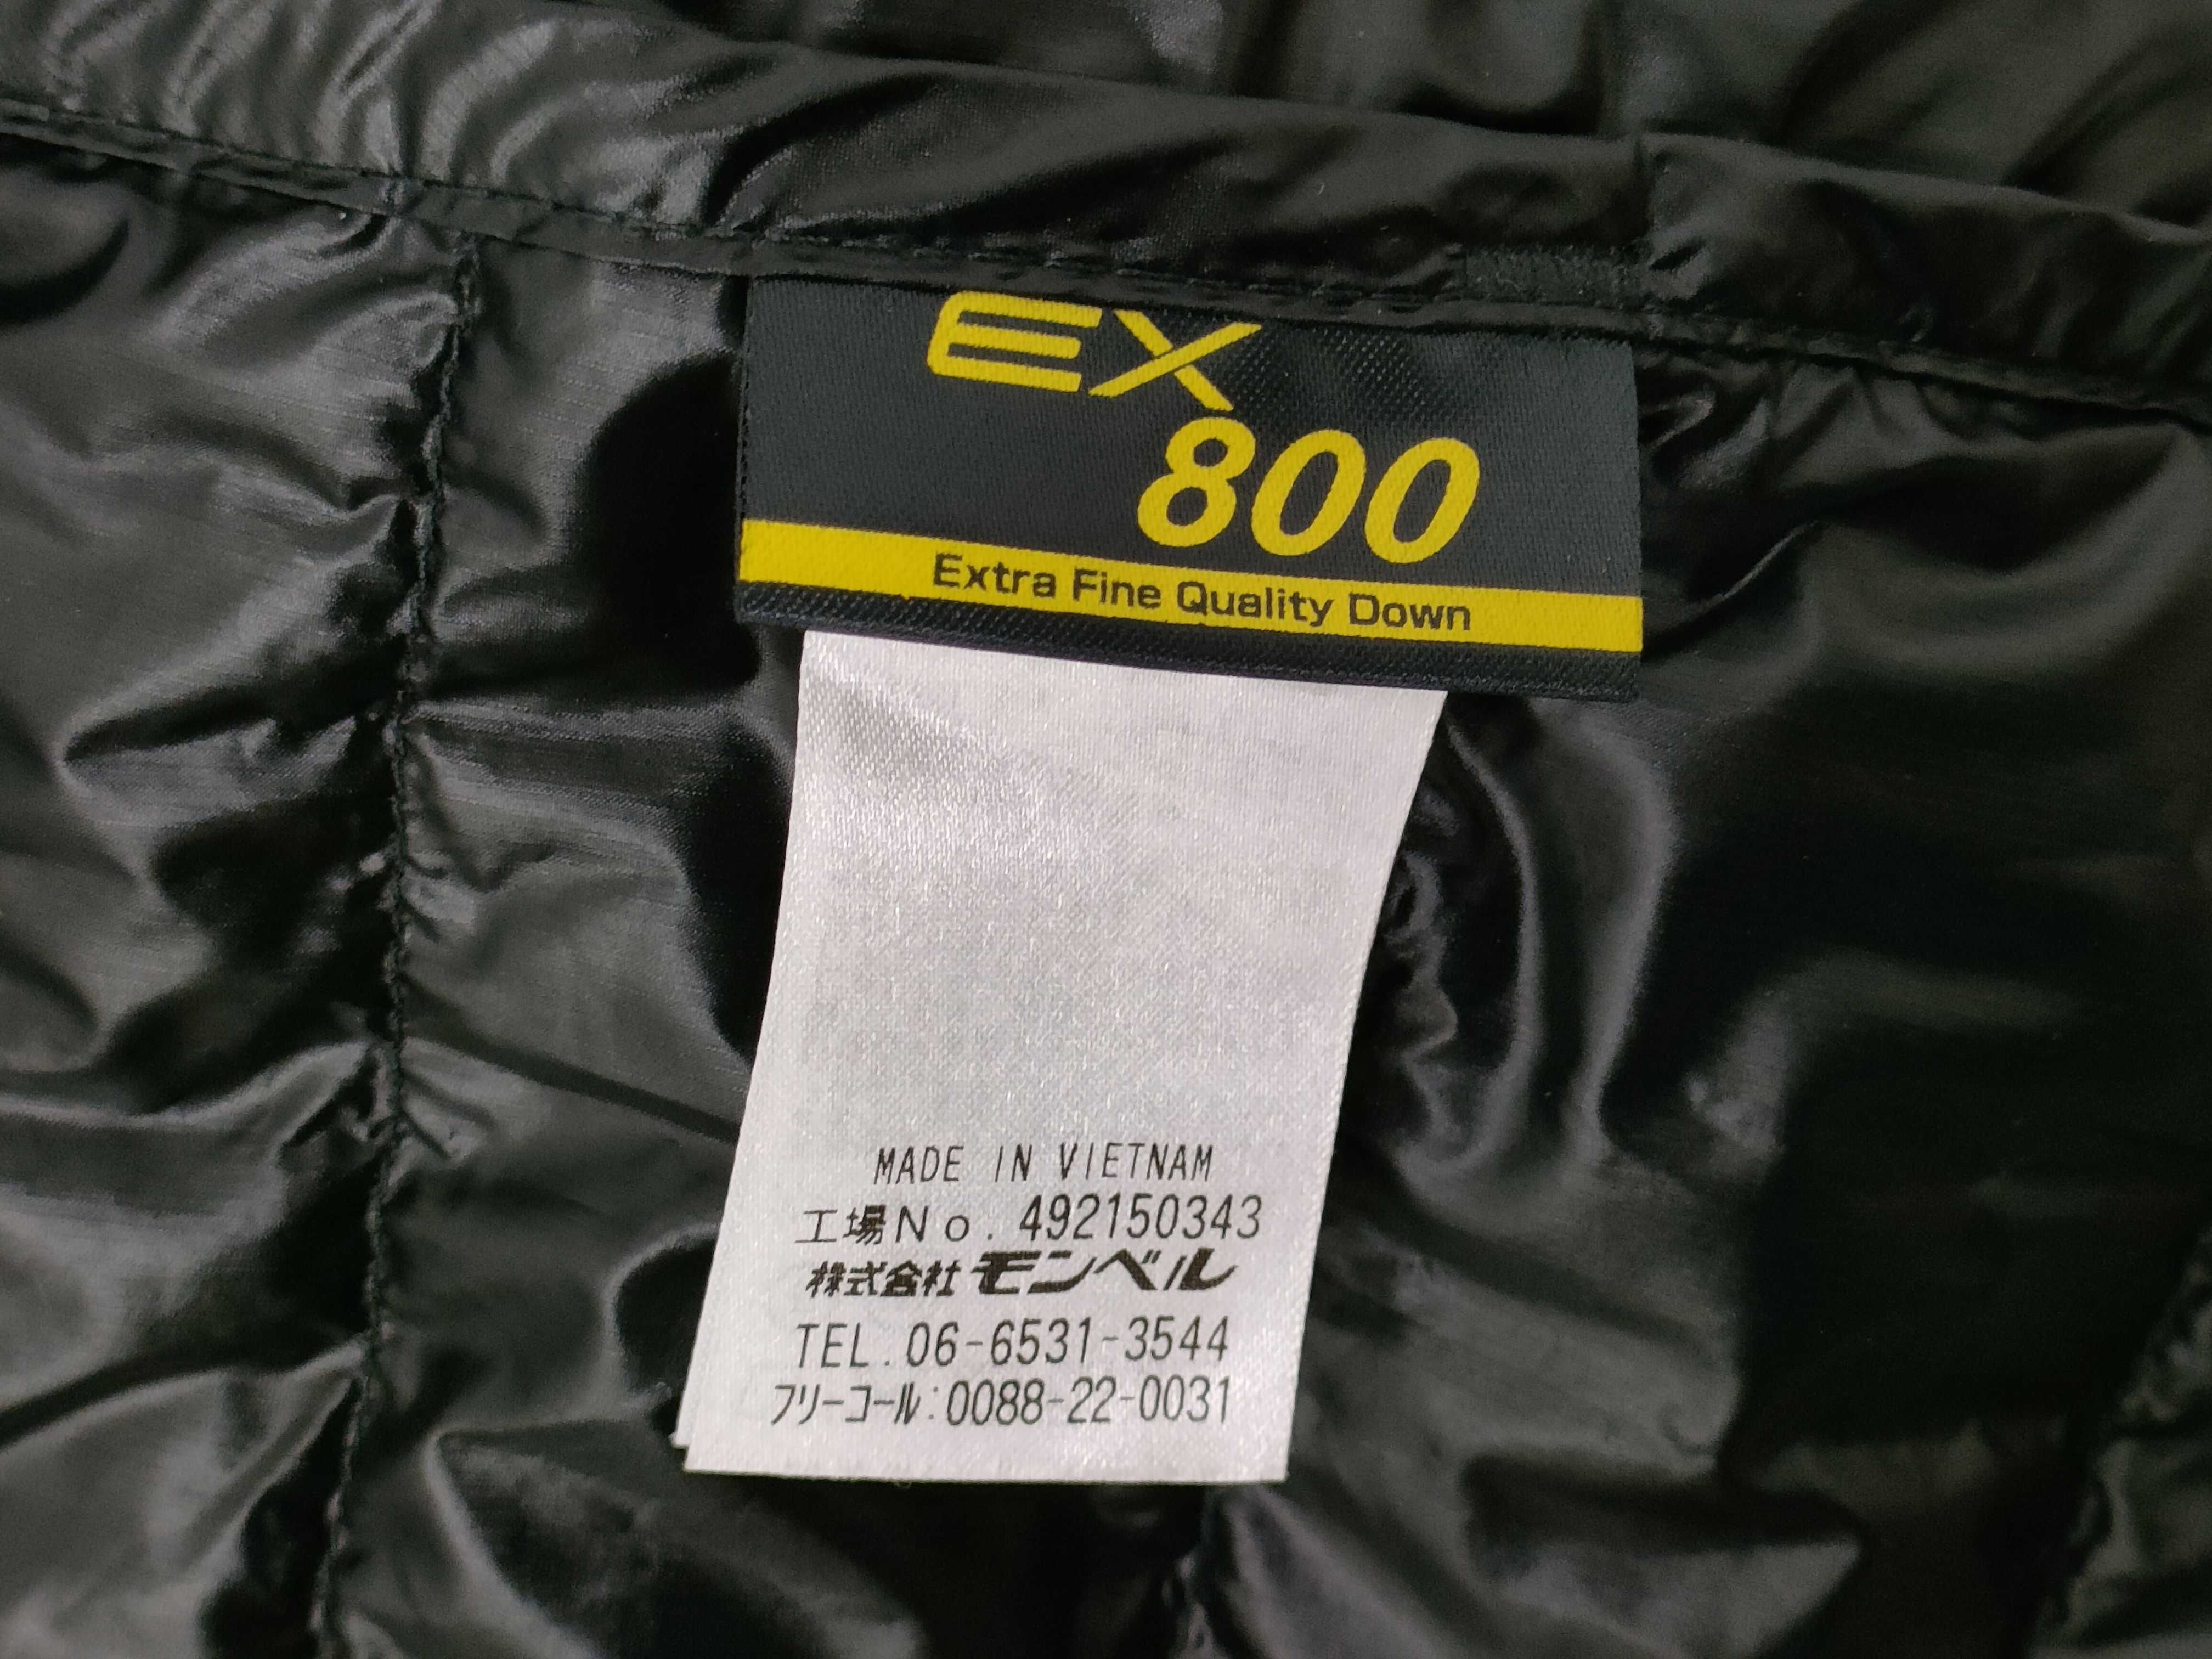 EX
800
Extra Fine Quality Down
MADE IN VIETNAM
工場No. 492150343
株式会社 モンベル
TEL. 06-6531-3544
フリーコール:0088-22-0031